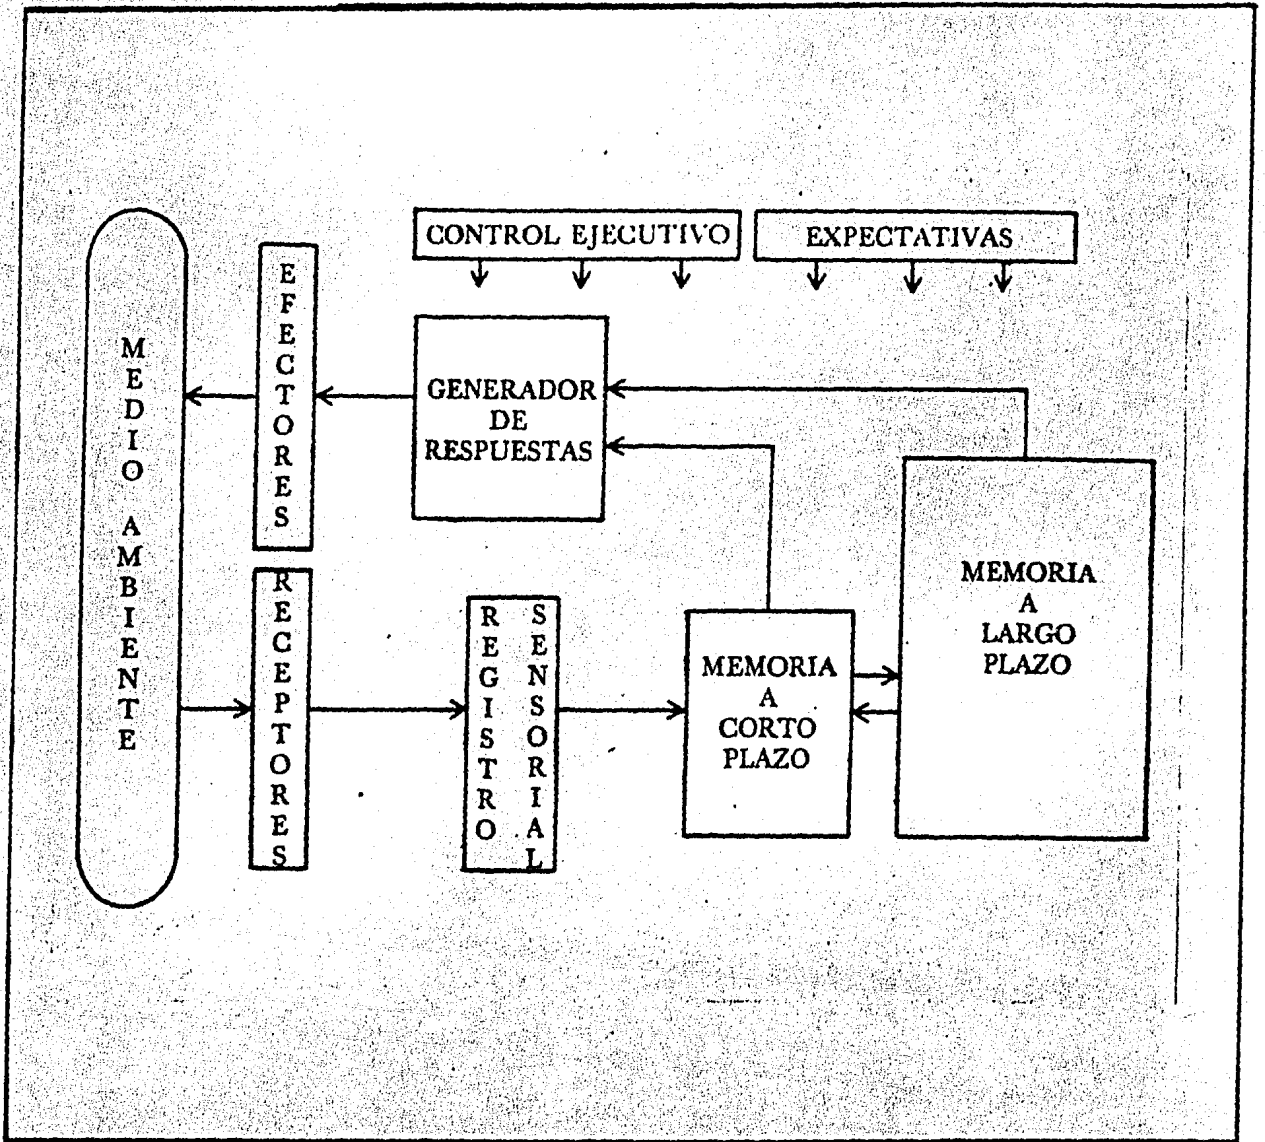 CONTROL EJECUTIVO
EXPECTATIVAS
MEDIO AMBIENTE
EFECTORES
GENERADOR
DE
RESPUESTAS
RECEPTORES
REGISTRO
SENSORIAL
MEMORIA
A
CORTO
PLAZO
MEMORIA
A
LARGO
PLAZO